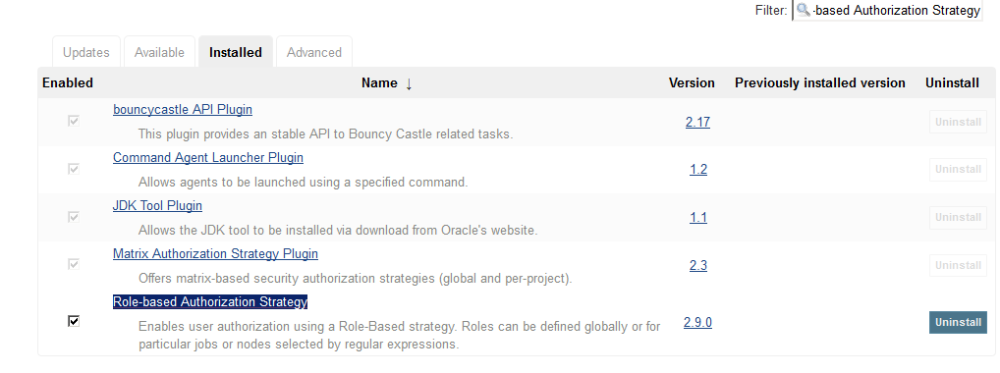 Filter: -based Authorization Strategy
Updates Available Installed Advanced
Enabled Name ↓ Version Previously installed version Uninstall
bouncycastle API Plugin
This plugin provides an stable API to Bouncy Castle related tasks.
2.17 Uninstall
Command Agent Launcher Plugin
Allows agents to be launched using a specified command.
1.2 Uninstall
JDK Tool Plugin
Allows the JDK tool to be installed via download from Oracle's website.
1.1 Uninstall
Matrix Authorization Strategy Plugin
Offers matrix-based security authorization strategies (global and per-project).
2.3 Uninstall
Role-based Authorization Strategy
Enables user authorization using a Role-Based strategy. Roles can be defined globally or for
particular jobs or nodes selected by regular expressions.
2.9.0 Uninstall